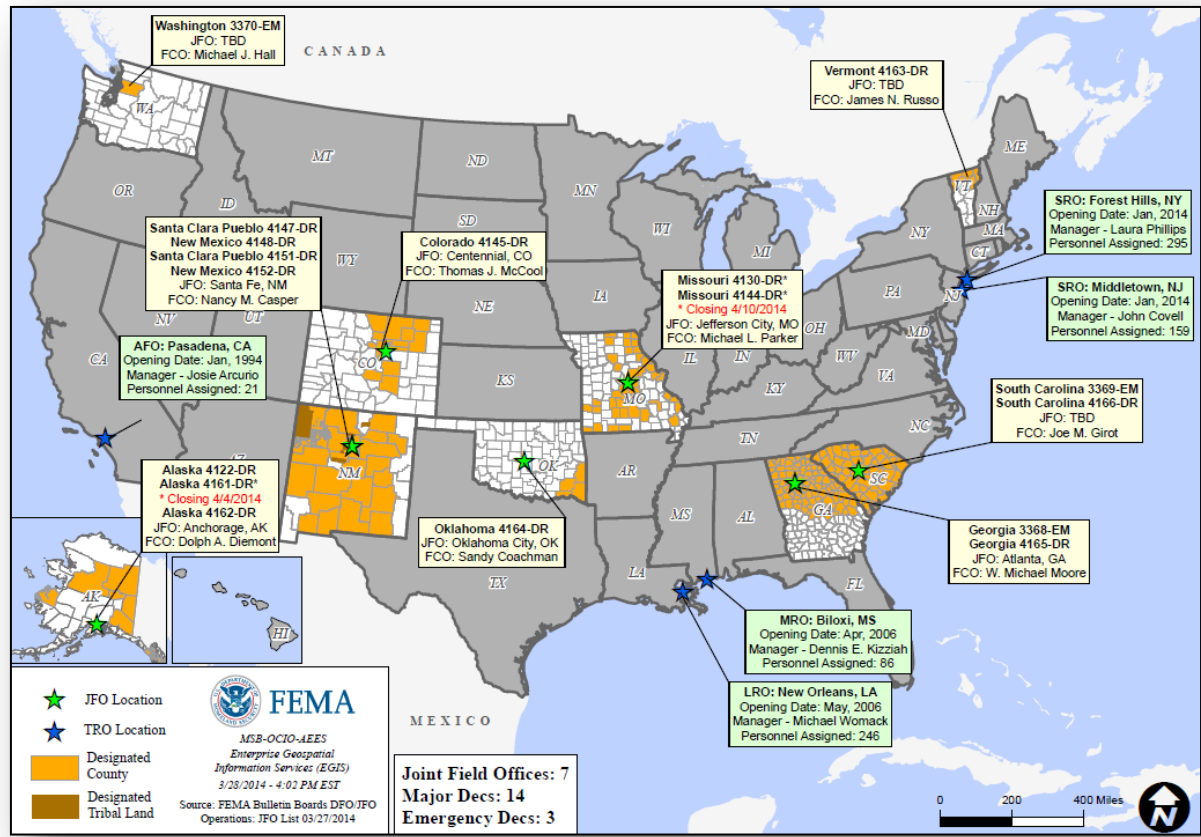 Washington 3370-EM
JFO: TBD
FCO: Michael J. Hall
CANADA
Vermont 4163-DR
JFO: TBD
FCO: James N. Russo
WA
MT
ND
MN
ME
VT
NH
OR
ID
SD
WI
MI
NY
MA
CT
SRO: Forest Hills, NY
Opening Date: Jan, 2014
Manager - Laura Phillips
Personnel Assigned: 295
Santa Clara Pueblo 4147-DR
New Mexico 4148-DR
Santa Clara Pueblo 4151-DR
New Mexico 4152-DR
JFO: Santa Fe, NM
FCO: Nancy M. Casper
WY
Colorado 4145-DR
JFO: Centennial, CO
FCO: Thomas J. McCool
Missouri 4130-DR*
Missouri 4144-DR*
* Closing 4/10/2014
JFO: Jefferson City, MO
FCO: Michael L. Parker
IA
NE
PA
NJ
SRO: Middletown, NJ
Opening Date: Jan, 2014
Manager - John Covell
Personnel Assigned: 159
NV
UT
CA
AFO: Pasadena, CA
Opening Date: Jan, 1994
Manager - Josie Arcurio
Personnel Assigned: 21
CO
KS
MO
IL
IN
OH
WV
MD
VA
KY
South Carolina 3369-EM
South Carolina 4166-DR
JFO: TBD
FCO: Joe M. Girot
AZ
NM
OK
AR
TN
NC
SC
Alaska 4122-DR
Alaska 4161-DR*
* Closing 4/4/2014
Alaska 4162-DR
JFO: Anchorage, AK
FCO: Dolph A. Diemont
Oklahoma 4164-DR
JFO: Oklahoma City, OK
FCO: Sandy Coachman
MS
AL
GA
Georgia 3368-EM
Georgia 4165-DR
JFO: Atlanta, GA
FCO: W. Michael Moore
TX
LA
FL
AK
HI
MRO: Biloxi, MS
Opening Date: Apr, 2006
Manager - Dennis E. Kizziah
Personnel Assigned: 86
LRO: New Orleans, LA
Opening Date: May, 2006
Manager - Michael Womack
Personnel Assigned: 246
MEXICO
JFO Location
TRO Location
Designated
County
Designated
Tribal Land
FEMA
MSB-OCIO-AEES
Enterprise Geospatial
Information Services (EGIS)
3/28/2014 - 4:02 PM EST
Source: FEMA Bulletin Boards DFO/JFO
Operations: JFO List 03/27/2014
Joint Field Offices: 7
Major Decs: 14
Emergency Decs: 3
0 200 400 Miles
N